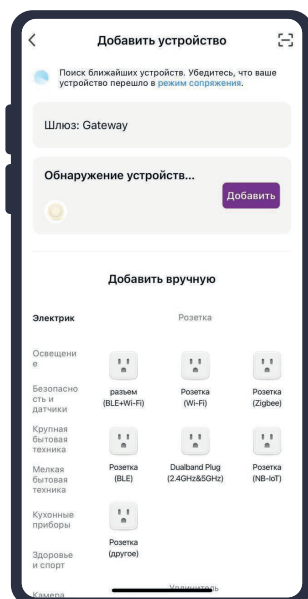 Добавить устройство
Поиск ближайших устройств. Убедитесь, что ваше
устройство перешло в режим сопряжения.
Шлюз: Gateway
Обнаружение устройств...
Добавить
Добавить вручную
Электрик
Розетка
Освещени
е
Безопасно
сть и
датчики
Крупная
бытовая
техника
Мелкая
бытовая
техника
Кухонные
приборы
Здоровье
и спорт
Камера
разъем
(BLE+Wi-Fi)
Розетка
(Wi-Fi)
Розетка
(Zigbee)
Розетка
(BLE)
Dualband Plug
(2.4GHz&5GHz)
Розетка
(NB-IoT)
Розетка
(другое)
Удлинитель